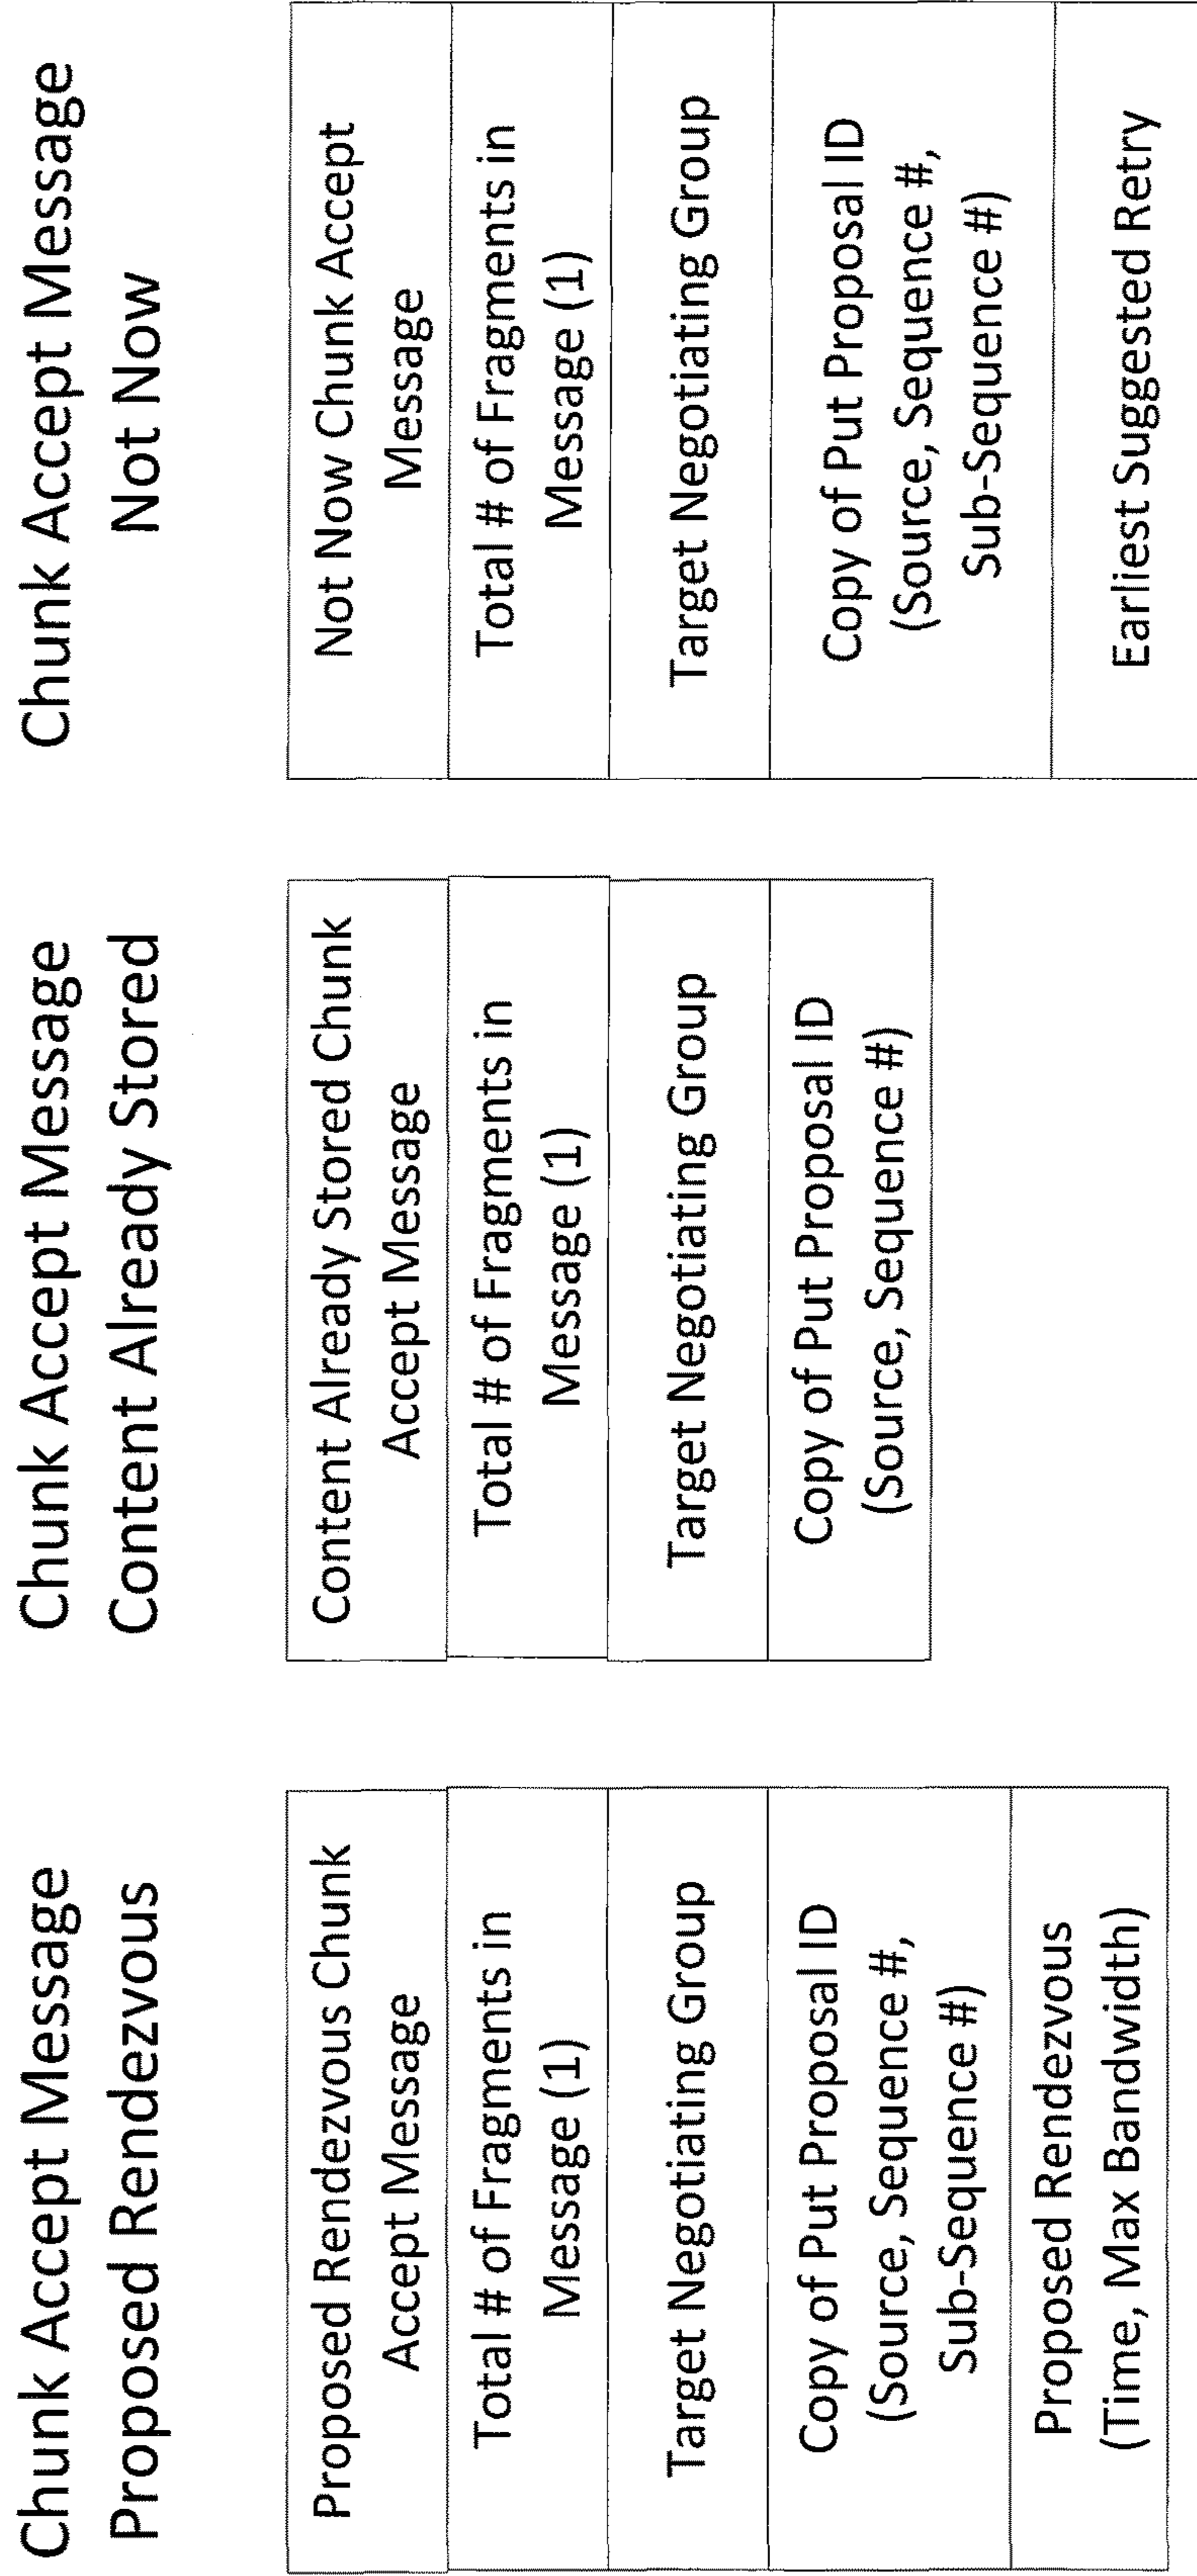 Chunk Accept Message
Proposed Rendezvous
Proposed Rendezvous Chunk
Accept Message
Total # of Fragments in
Message (1)
Target Negotiating Group
Copy of Put Proposal ID
(Source, Sequence #,
Sub-Sequence #)
Proposed Rendezvous
(Time, Max Bandwidth)
Chunk Accept Message
Content Already Stored
Content Already Stored Chunk
Accept Message
Total # of Fragments in
Message (1)
Target Negotiating Group
Copy of Put Proposal ID
(Source, Sequence #)
Chunk Accept Message
Not Now
Not Now Chunk Accept
Message
Total # of Fragments in
Message (1)
Target Negotiating Group
Copy of Put Proposal ID
(Source, Sequence #,
Sub-Sequence #)
Earliest Suggested Retry